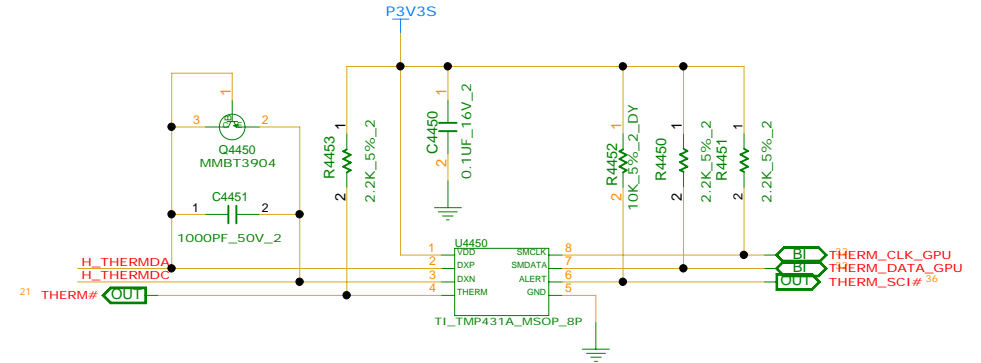 P3V3S
1
3
2
Q4450
MMBT3904
C4451
1
2
1000PF_50V_2
R4453
1
2
2.2K_5%_2
C4450
1
2
0.1UF_16V_2
R4452
1
2
10K_5%_2_DY
R4450
1
2
2.2K_5%_2
R4451
1
2
2.2K_5%_2
U4450
1 VDD SMCLK 8
2 DXP SMDATA 7
3 DXN ALERT 6
4 THERM GND 5
TI_TMP431A_MSOP_8P
H_THERMDA
H_THERMDC
21 THERM# OUT
BI THERM_CLK_GPU
BI THERM_DATA_GPU
OUT THERM_SCI# 36